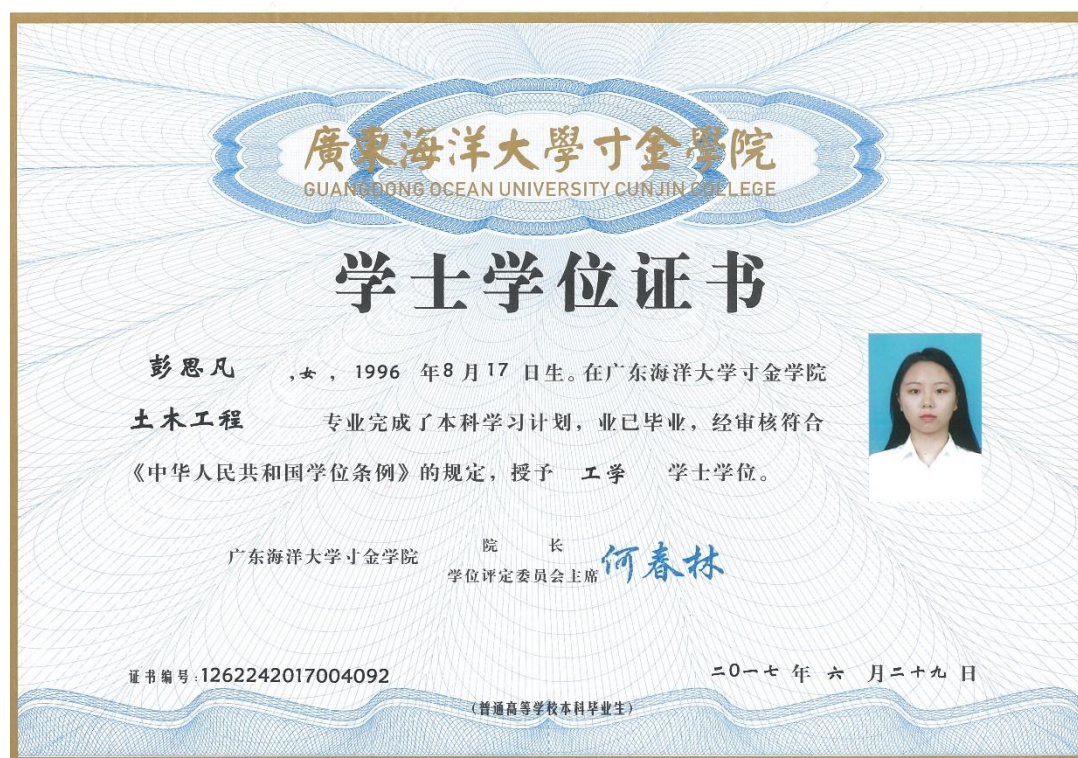 廣東海洋大學寸金學院
GUANGDONG OCEAN UNIVERSITY CUNJIN COLLEGE
学士学位证书
彭思凡 ,女, 1996 年8月17 日生。在广东海洋大学寸金学院
土木工程 专业完成了本科学习计划，业已毕业，经审核符合
《中华人民共和国学位条例》的规定，授予 工学 学士学位。
院 长
广东海洋大学寸金学院
学位评定委员会主席
何春林
证书编号:1262242017004092
二0一七 年 六 月二十九 日
(普通高等学校本科毕业生)